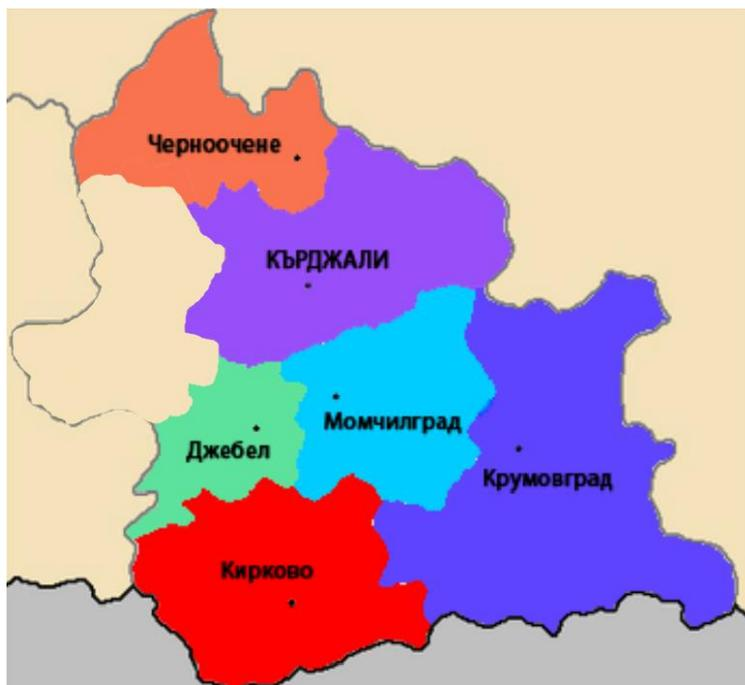 Черноочене
КЪРДЖАЛИ
Момчилград
Джебел
Крумовград
Кирково